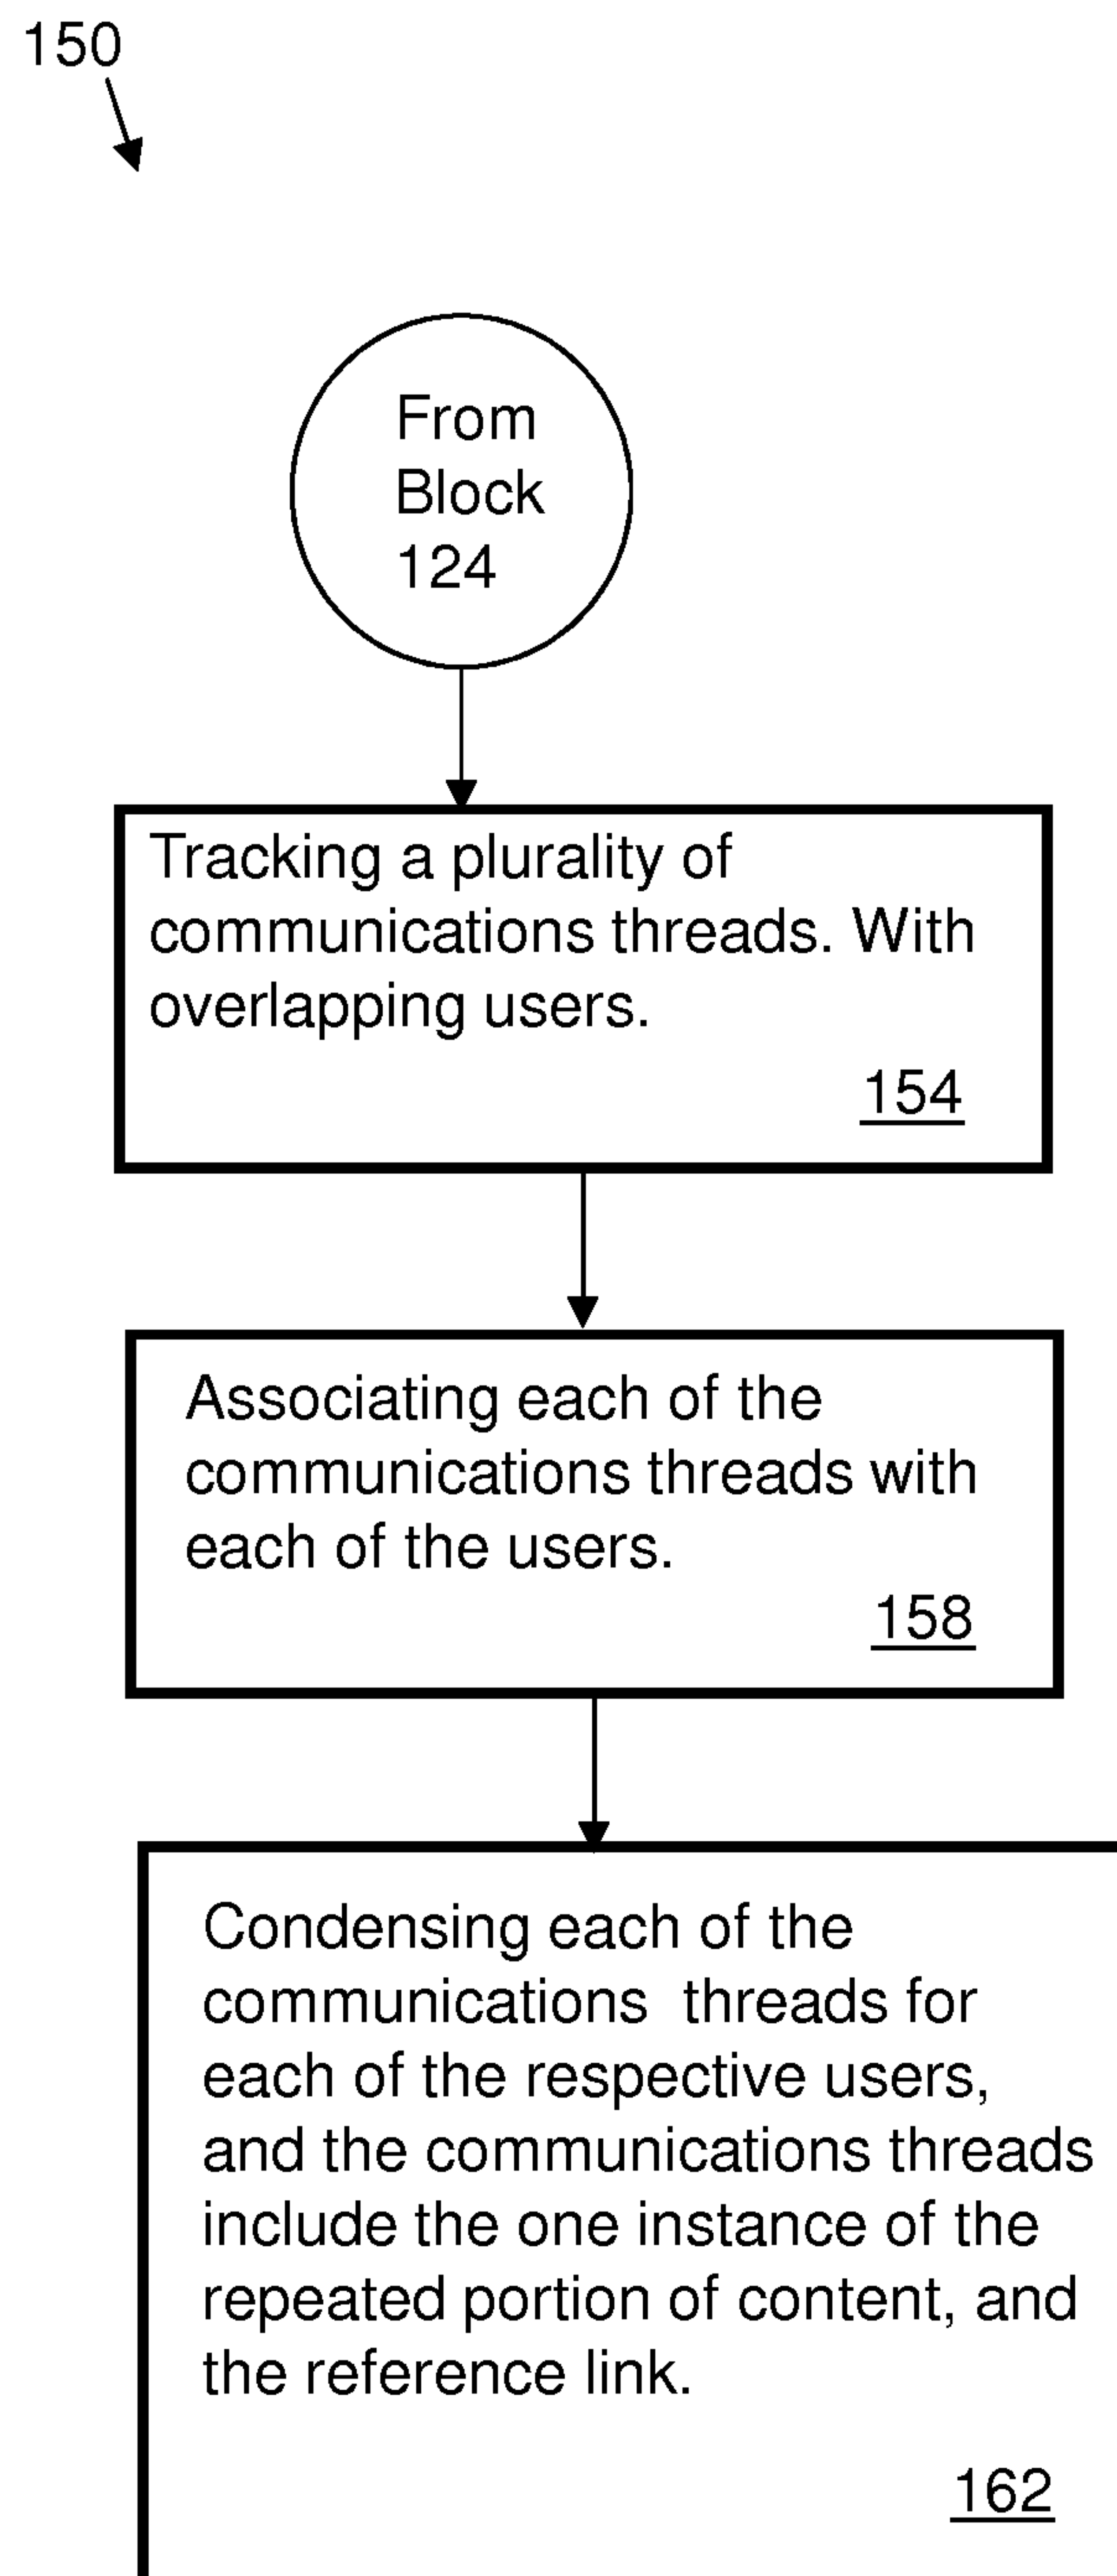 150
From
Block
124
Tracking a plurality of
communications threads. With
overlapping users.
154
Associating each of the
communications threads with
each of the users.
158
Condensing each of the
communications  threads for
each of the respective users,
and the communications threads
include the one instance of the
repeated portion of content, and
the reference link.
162